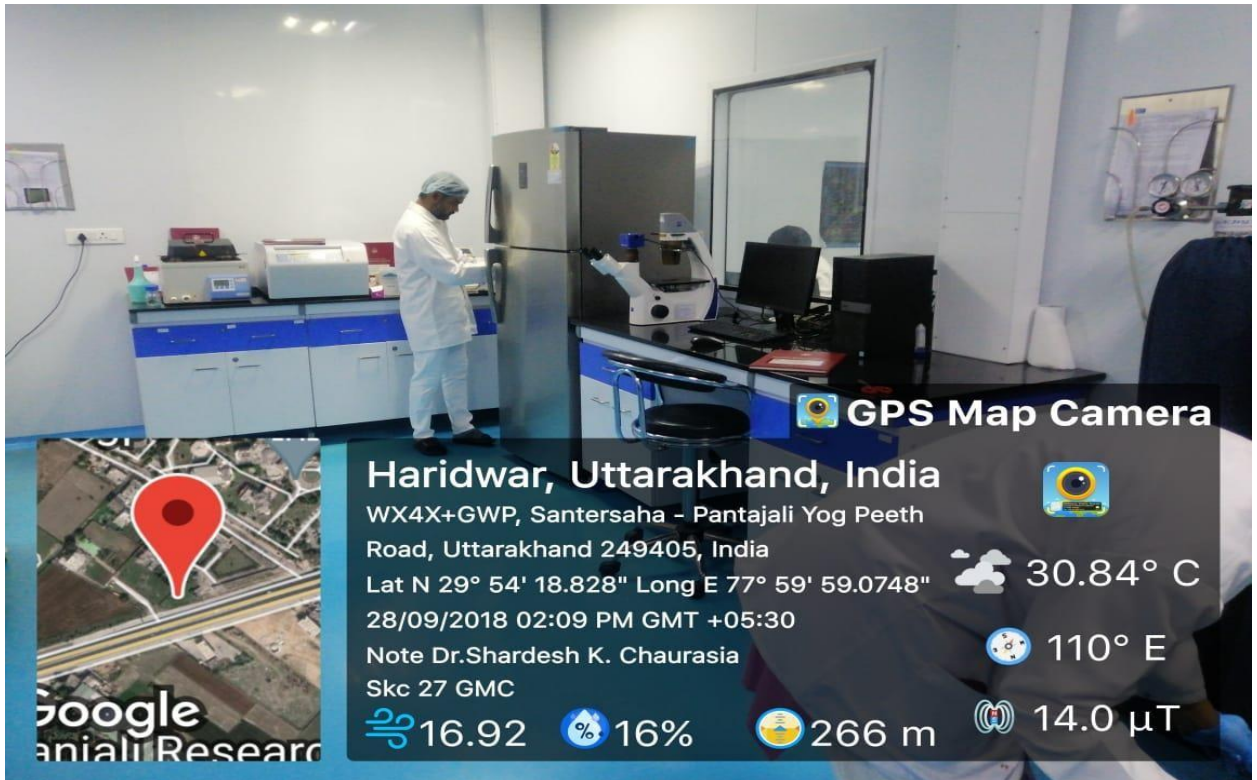 GPS Map Camera
Haridwar, Uttarakhand, India
WX4X+GWP, Santersaha - Pantajali Yog Peeth
Road, Uttarakhand 249405, India
Lat N 29° 54' 18.828" Long E 77° 59' 59.0748"
28/09/2018 02:09 PM GMT +05:30
Note Dr.Shardesh K. Chaurasia
Skc 27 GMC
16.92
16%
266 m
30.84° C
110° E
14.0 µT
Google
anjali Researc